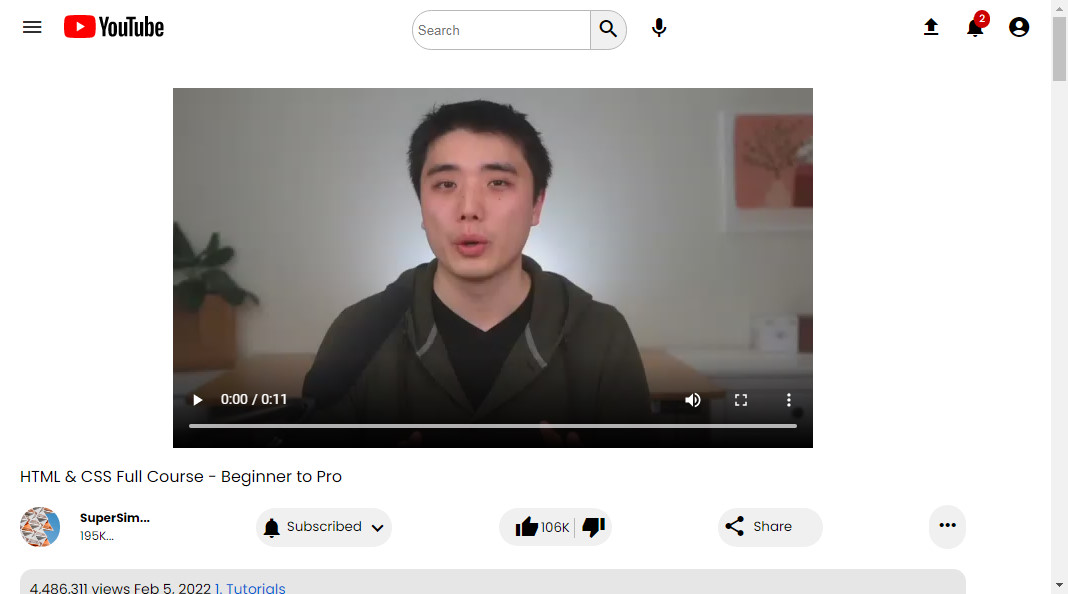 YouTube
Search
2
0:00 / 0:11
HTML & CSS Full Course - Beginner to Pro
SuperSim...
195K...
Subscribed
106K
Share
4,486,311 views Feb 5, 2022 1. Tutorials